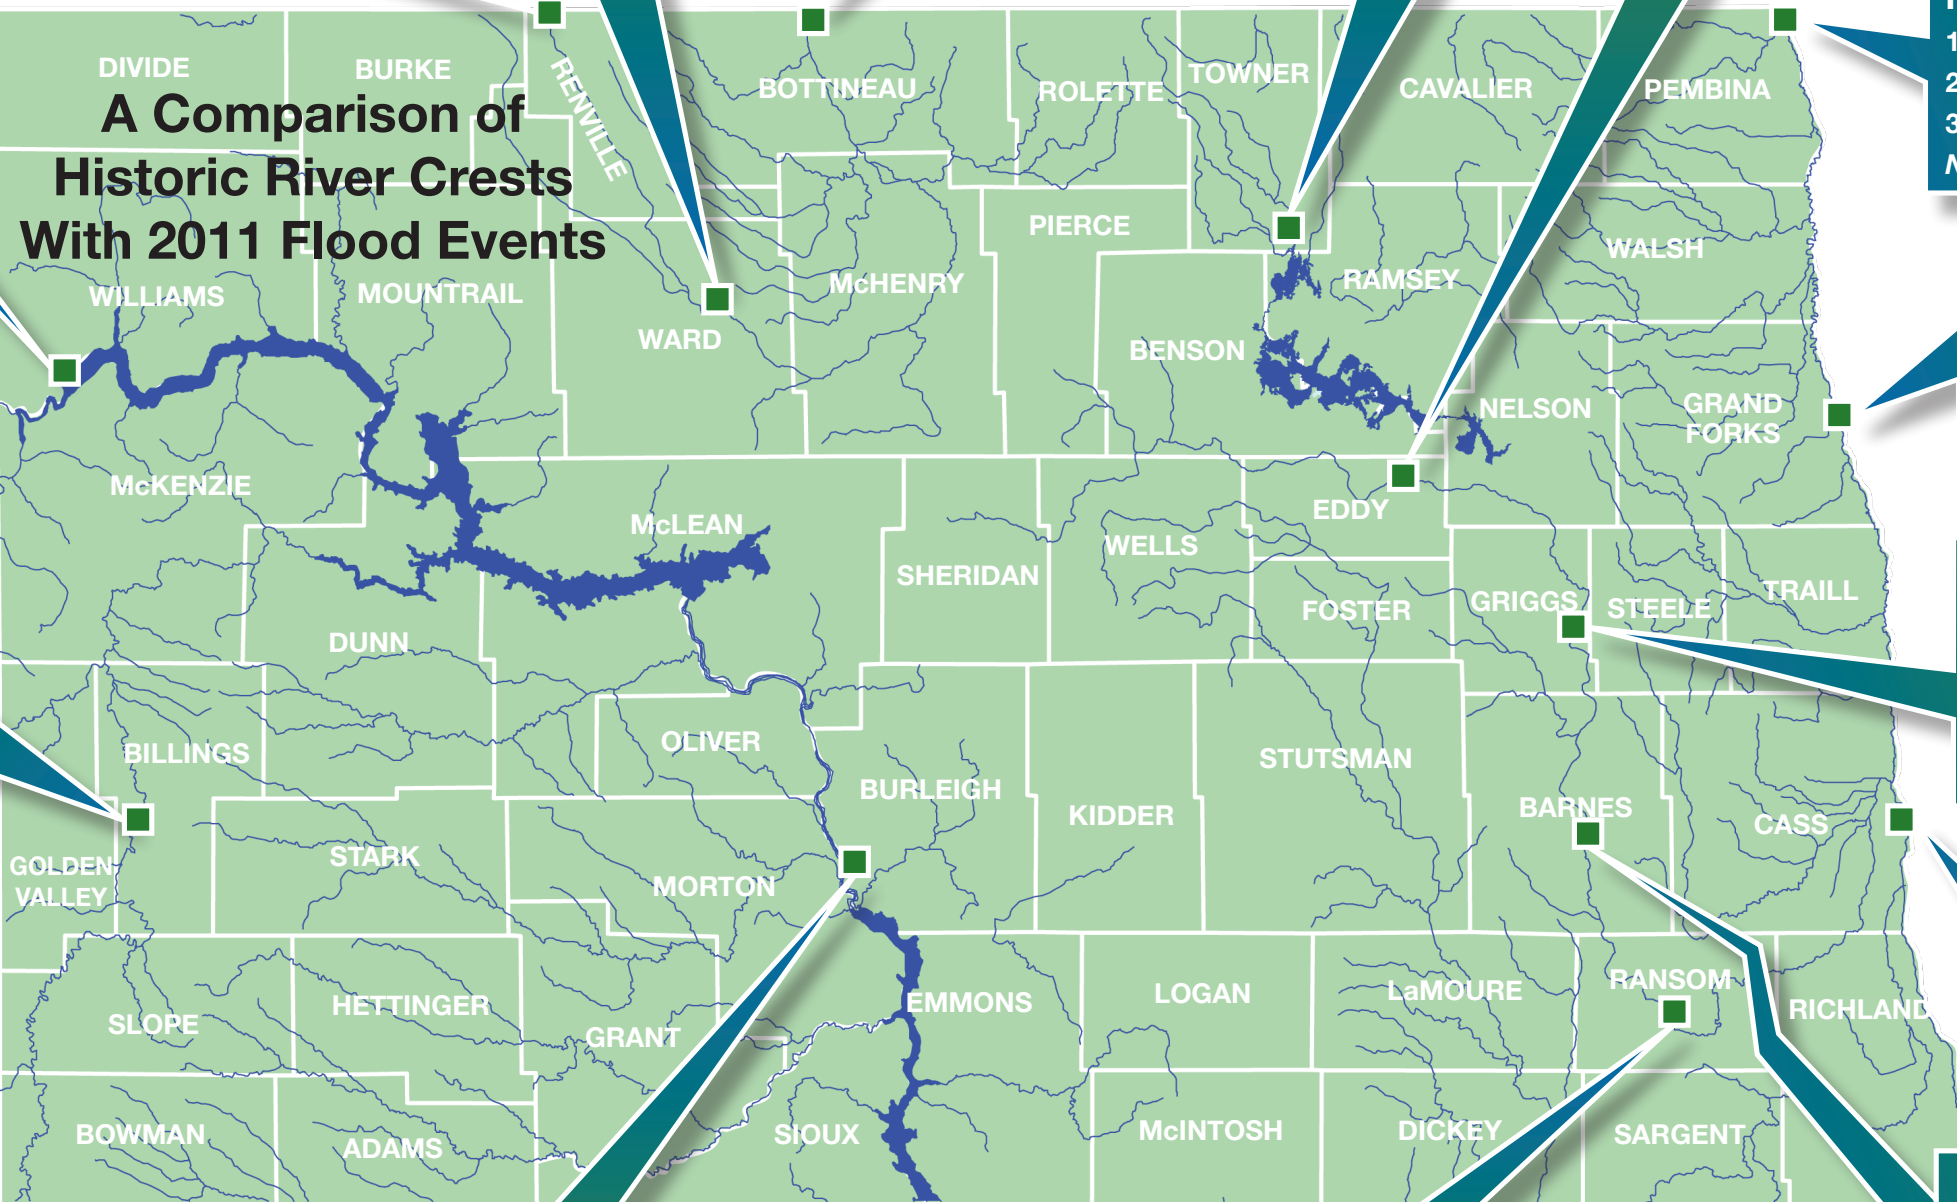 DIVIDE
BURKE
RENVILLE
BOTTINEAU
ROLETTE
TOWNER
CAVALIER
PEMBINA
1
2
3
A Comparison of
Historic River Crests
With 2011 Flood Events
WILLIAMS
MOUNTRAIL
WARD
McHENRY
PIERCE
BENSON
RAMSEY
WALSH
NELSON
GRAND
FORKS
McKENZIE
McLEAN
SHERIDAN
WELLS
EDDY
FOSTER
GRIGGS
STEELE
TRAILL
DUNN
BILLINGS
OLIVER
BURLEIGH
KIDDER
STUTSMAN
BARNES
CASS
GOLDEN
VALLEY
STARK
MORTON
SLOPE
HETTINGER
GRANT
EMMONS
LOGAN
LaMOURE
RANSOM
RICHLAND
BOWMAN
ADAMS
SIOUX
McINTOSH
DICKEY
SARGENT